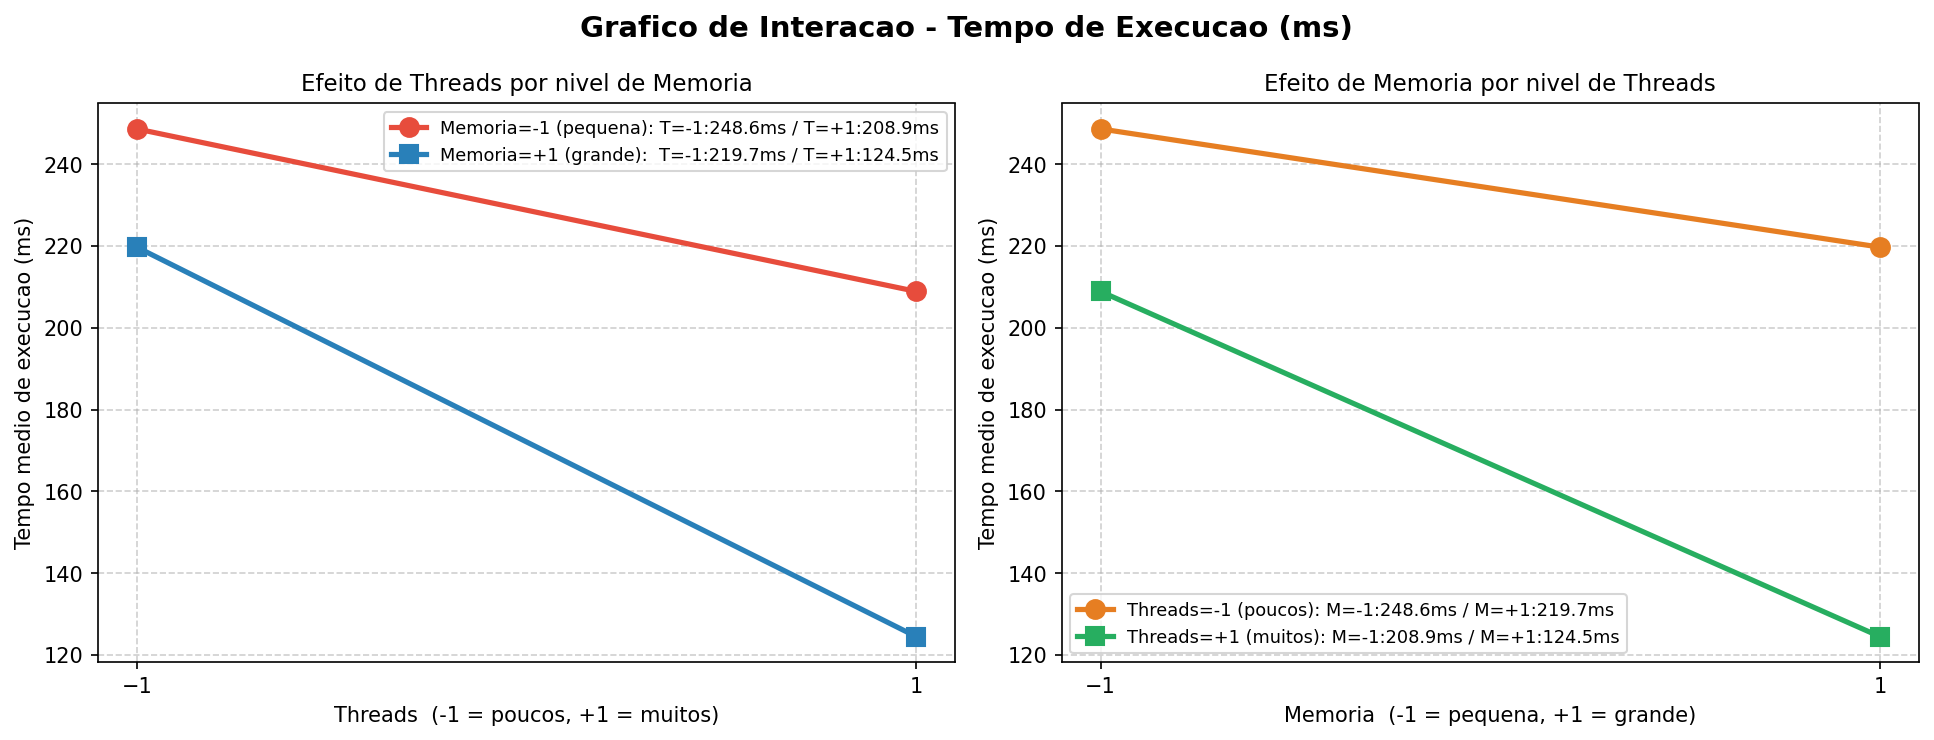 Grafico de Interacao - Tempo de Execucao (ms)
Efeito de Threads por nivel de Memoria
Memoria=-1 (pequena): T=-1:248.6ms / T=+1:208.9ms
Memoria=+1 (grande):  T=-1:219.7ms / T=+1:124.5ms
Tempo medio de execucao (ms)
240
220
200
180
160
140
120
−1
1
Threads  (-1 = poucos, +1 = muitos)
Efeito de Memoria por nivel de Threads
Tempo medio de execucao (ms)
240
220
200
180
160
140
120
Threads=-1 (poucos): M=-1:248.6ms / M=+1:219.7ms
Threads=+1 (muitos): M=-1:208.9ms / M=+1:124.5ms
−1
1
Memoria  (-1 = pequena, +1 = grande)